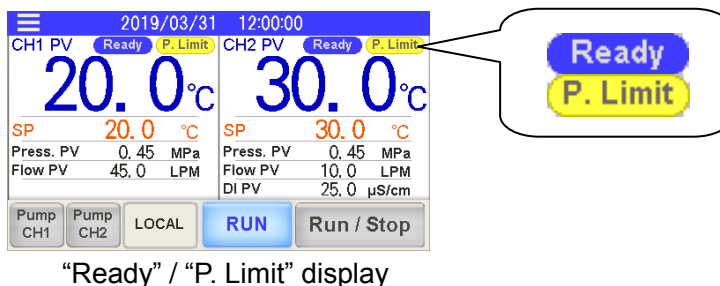 2019/03/31 12:00:00
CH1 PV Ready P. Limit
20. 0 ℃
SP 20. 0 ℃
Press. PV 0. 45 MPa
Flow PV 45. 0 LPM
CH2 PV Ready P. Limit
30. 0 ℃
SP 30. 0 ℃
Press. PV 0. 45 MPa
Flow PV 10. 0 LPM
DI PV 25. 0 μS/cm
Pump CH1
Pump CH2
LOCAL
RUN
Run / Stop
Ready
P. Limit
“Ready” / “P. Limit” display